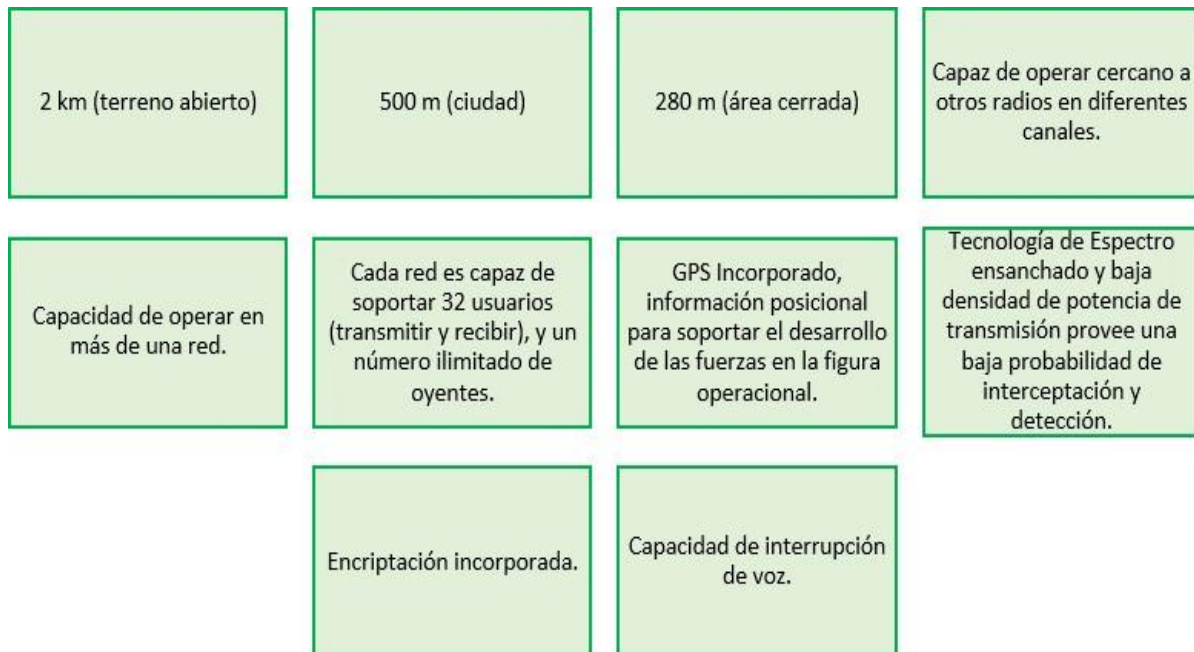 2 km (terreno abierto)
500 m (ciudad)
280 m (área cerrada)
Capaz de operar cercano a
otros radios en diferentes
canales.
Capacidad de operar en
más de una red.
Cada red es capaz de
soportar 32 usuarios
(transmitir y recibir), y un
número ilimitado de
oyentes.
GPS Incorporado,
información posicional
para soportar el desarrollo
de las fuerzas en la figura
operacional.
Tecnología de Espectro
ensanchado y baja
densidad de potencia de
transmisión provee una
baja probabilidad de
interceptación y
detección.
Encriptación incorporada.
Capacidad de interrupción
de voz.